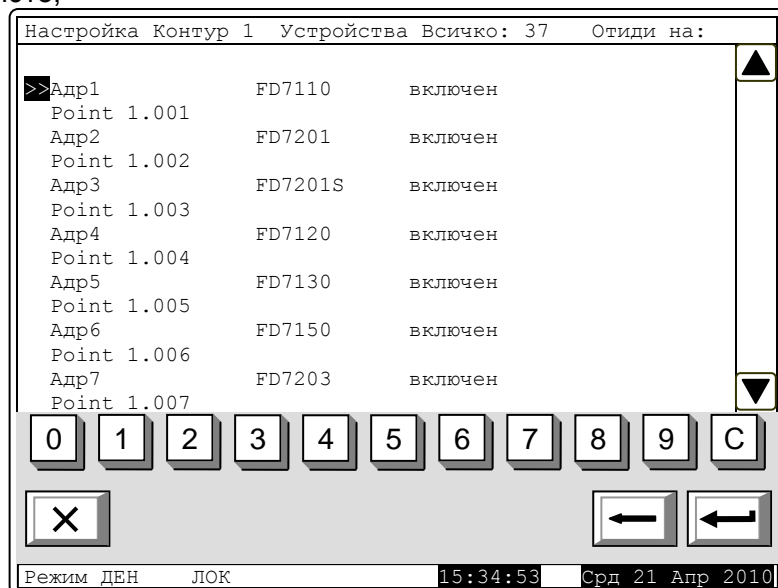 Настройка Контур 1 Устройства Всичко: 37 Отиди на:
>>Адр1 FD7110 включен
Point 1.001
Адр2 FD7201 включен
Point 1.002
Адр3 FD7201S включен
Point 1.003
Адр4 FD7120 включен
Point 1.004
Адр5 FD7130 включен
Point 1.005
Адр6 FD7150 включен
Point 1.006
Адр7 FD7203 включен
Point 1.007
0 1 2 3 4 5 6 7 8 9 C
Режим ДЕН ЛОК 15:34:53 Срд 21 Апр 2010